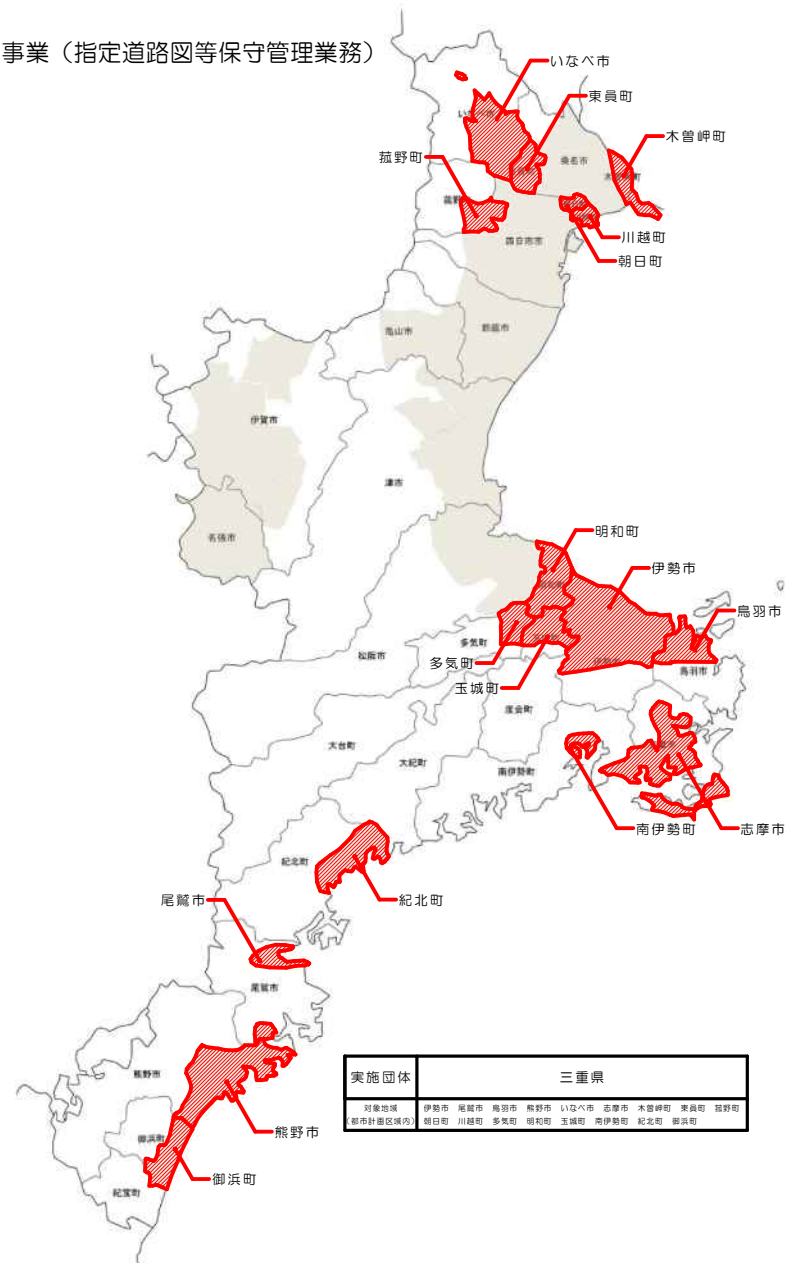 事業（指定道路図等保守管理業務）
いなべ市
東員町
木曽岬町
いなべ市
桑名市
菰野町
川越町
四日市市
朝日町
亀山市
鈴鹿市
伊賀市
津市
名張市
明和町
伊勢市
鳥羽市
松阪市
多気町
多気町
玉城町
鳥羽市
度会町
大台町
大紀町
南伊勢町
南伊勢町
志摩市
紀北町
紀北町
尾鷲市
尾鷲市
熊野市
熊野市
御浜町
御浜町
紀宝町
実施団体 三重県
対象地域
（都市計画区域内）
伊勢市 尾鷲市 鳥羽市 熊野市 いなべ市 志摩市 木曽岬町 東員町 菰野町
朝日町 川越町 多気町 明和町 玉城町 南伊勢町 紀北町 御浜町